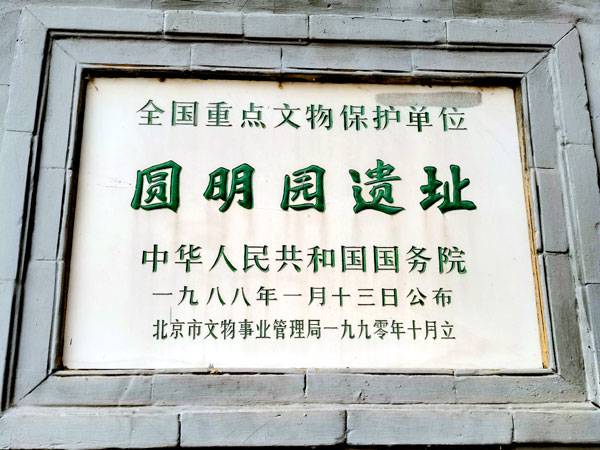 全国重点文物保护单位
圆明园遗址
中华人民共和国国务院
一九八八年一月十三日公布
北京市文物事业管理局一九九零年十月立